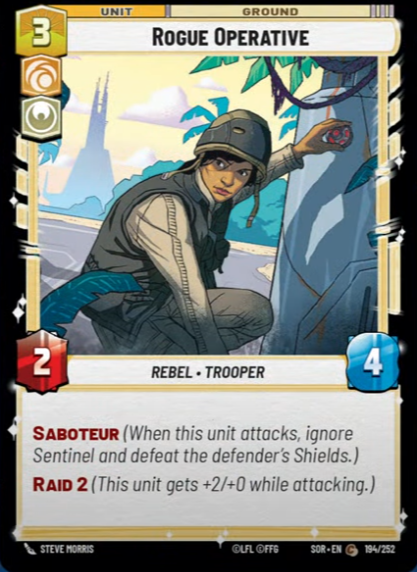 UNIT GROUND
3 ROGUE OPERATIVE
2 4
REBEL • TROOPER
SABOTEUR (When this unit attacks, ignore
Sentinel and defeat the defender's Shields.)
RAID 2 (This unit gets +2/+0 while attacking.)
STEVE MORRIS ©LFL ©FFG SOR • EN C 194/252